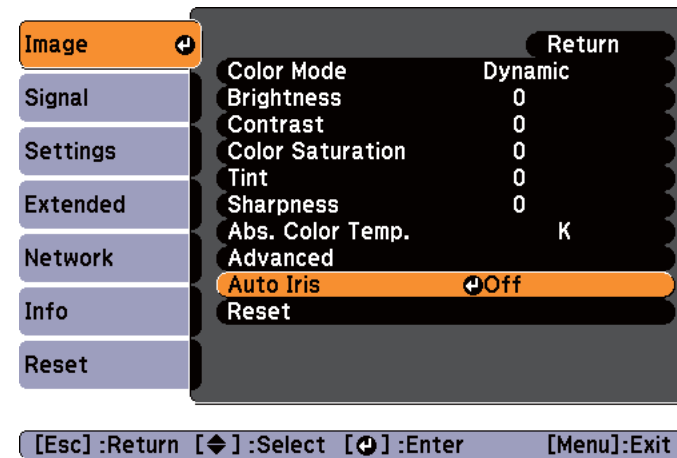 Image
Signal
Settings
Extended
Network
Info
Reset
Return
Color Mode Dynamic
Brightness 0
Contrast 0
Color Saturation 0
Tint 0
Sharpness 0
Abs. Color Temp. K
Advanced
Auto Iris Off
Reset
[Esc] :Return [◆] :Select [↵] :Enter [Menu]:Exit